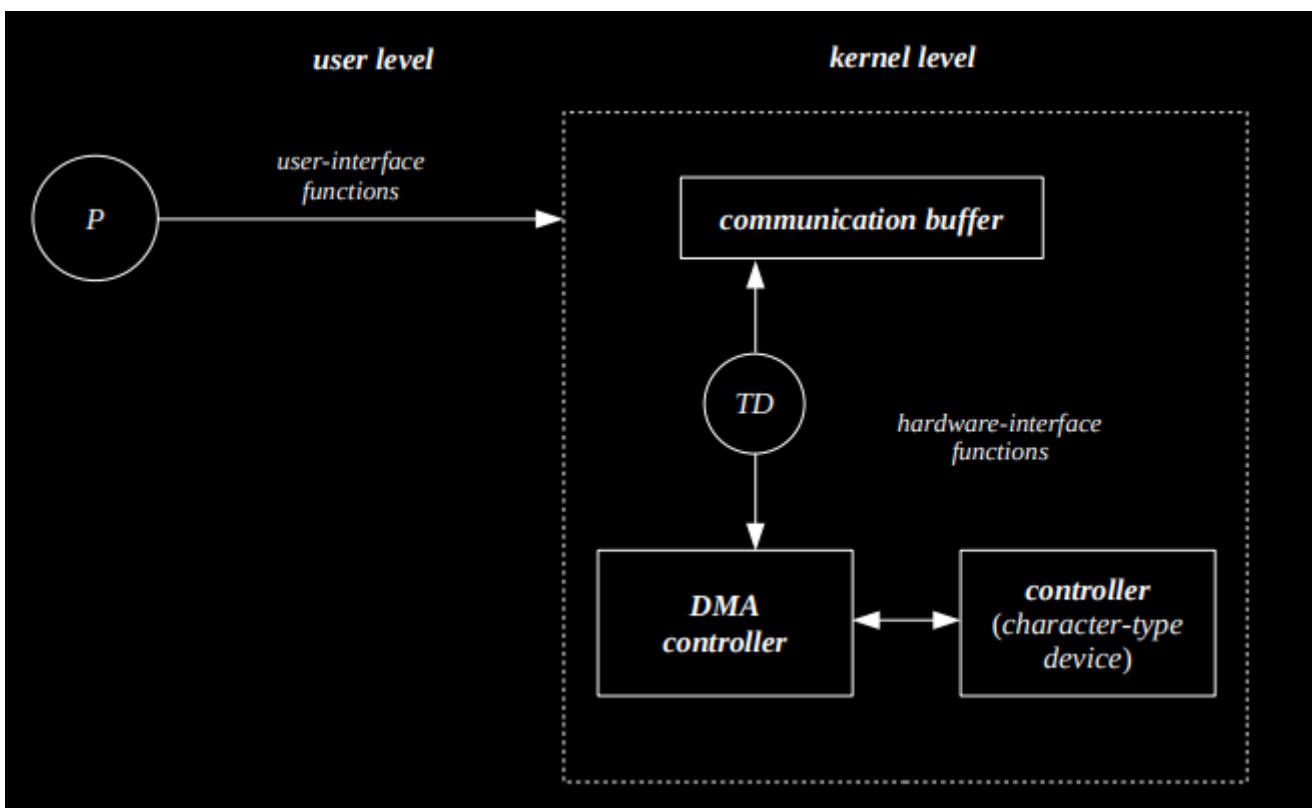 user level
kernel level
user-interface
functions
P
communication buffer
TD
hardware-interface
functions
DMA
controller
controller
(character-type
device)